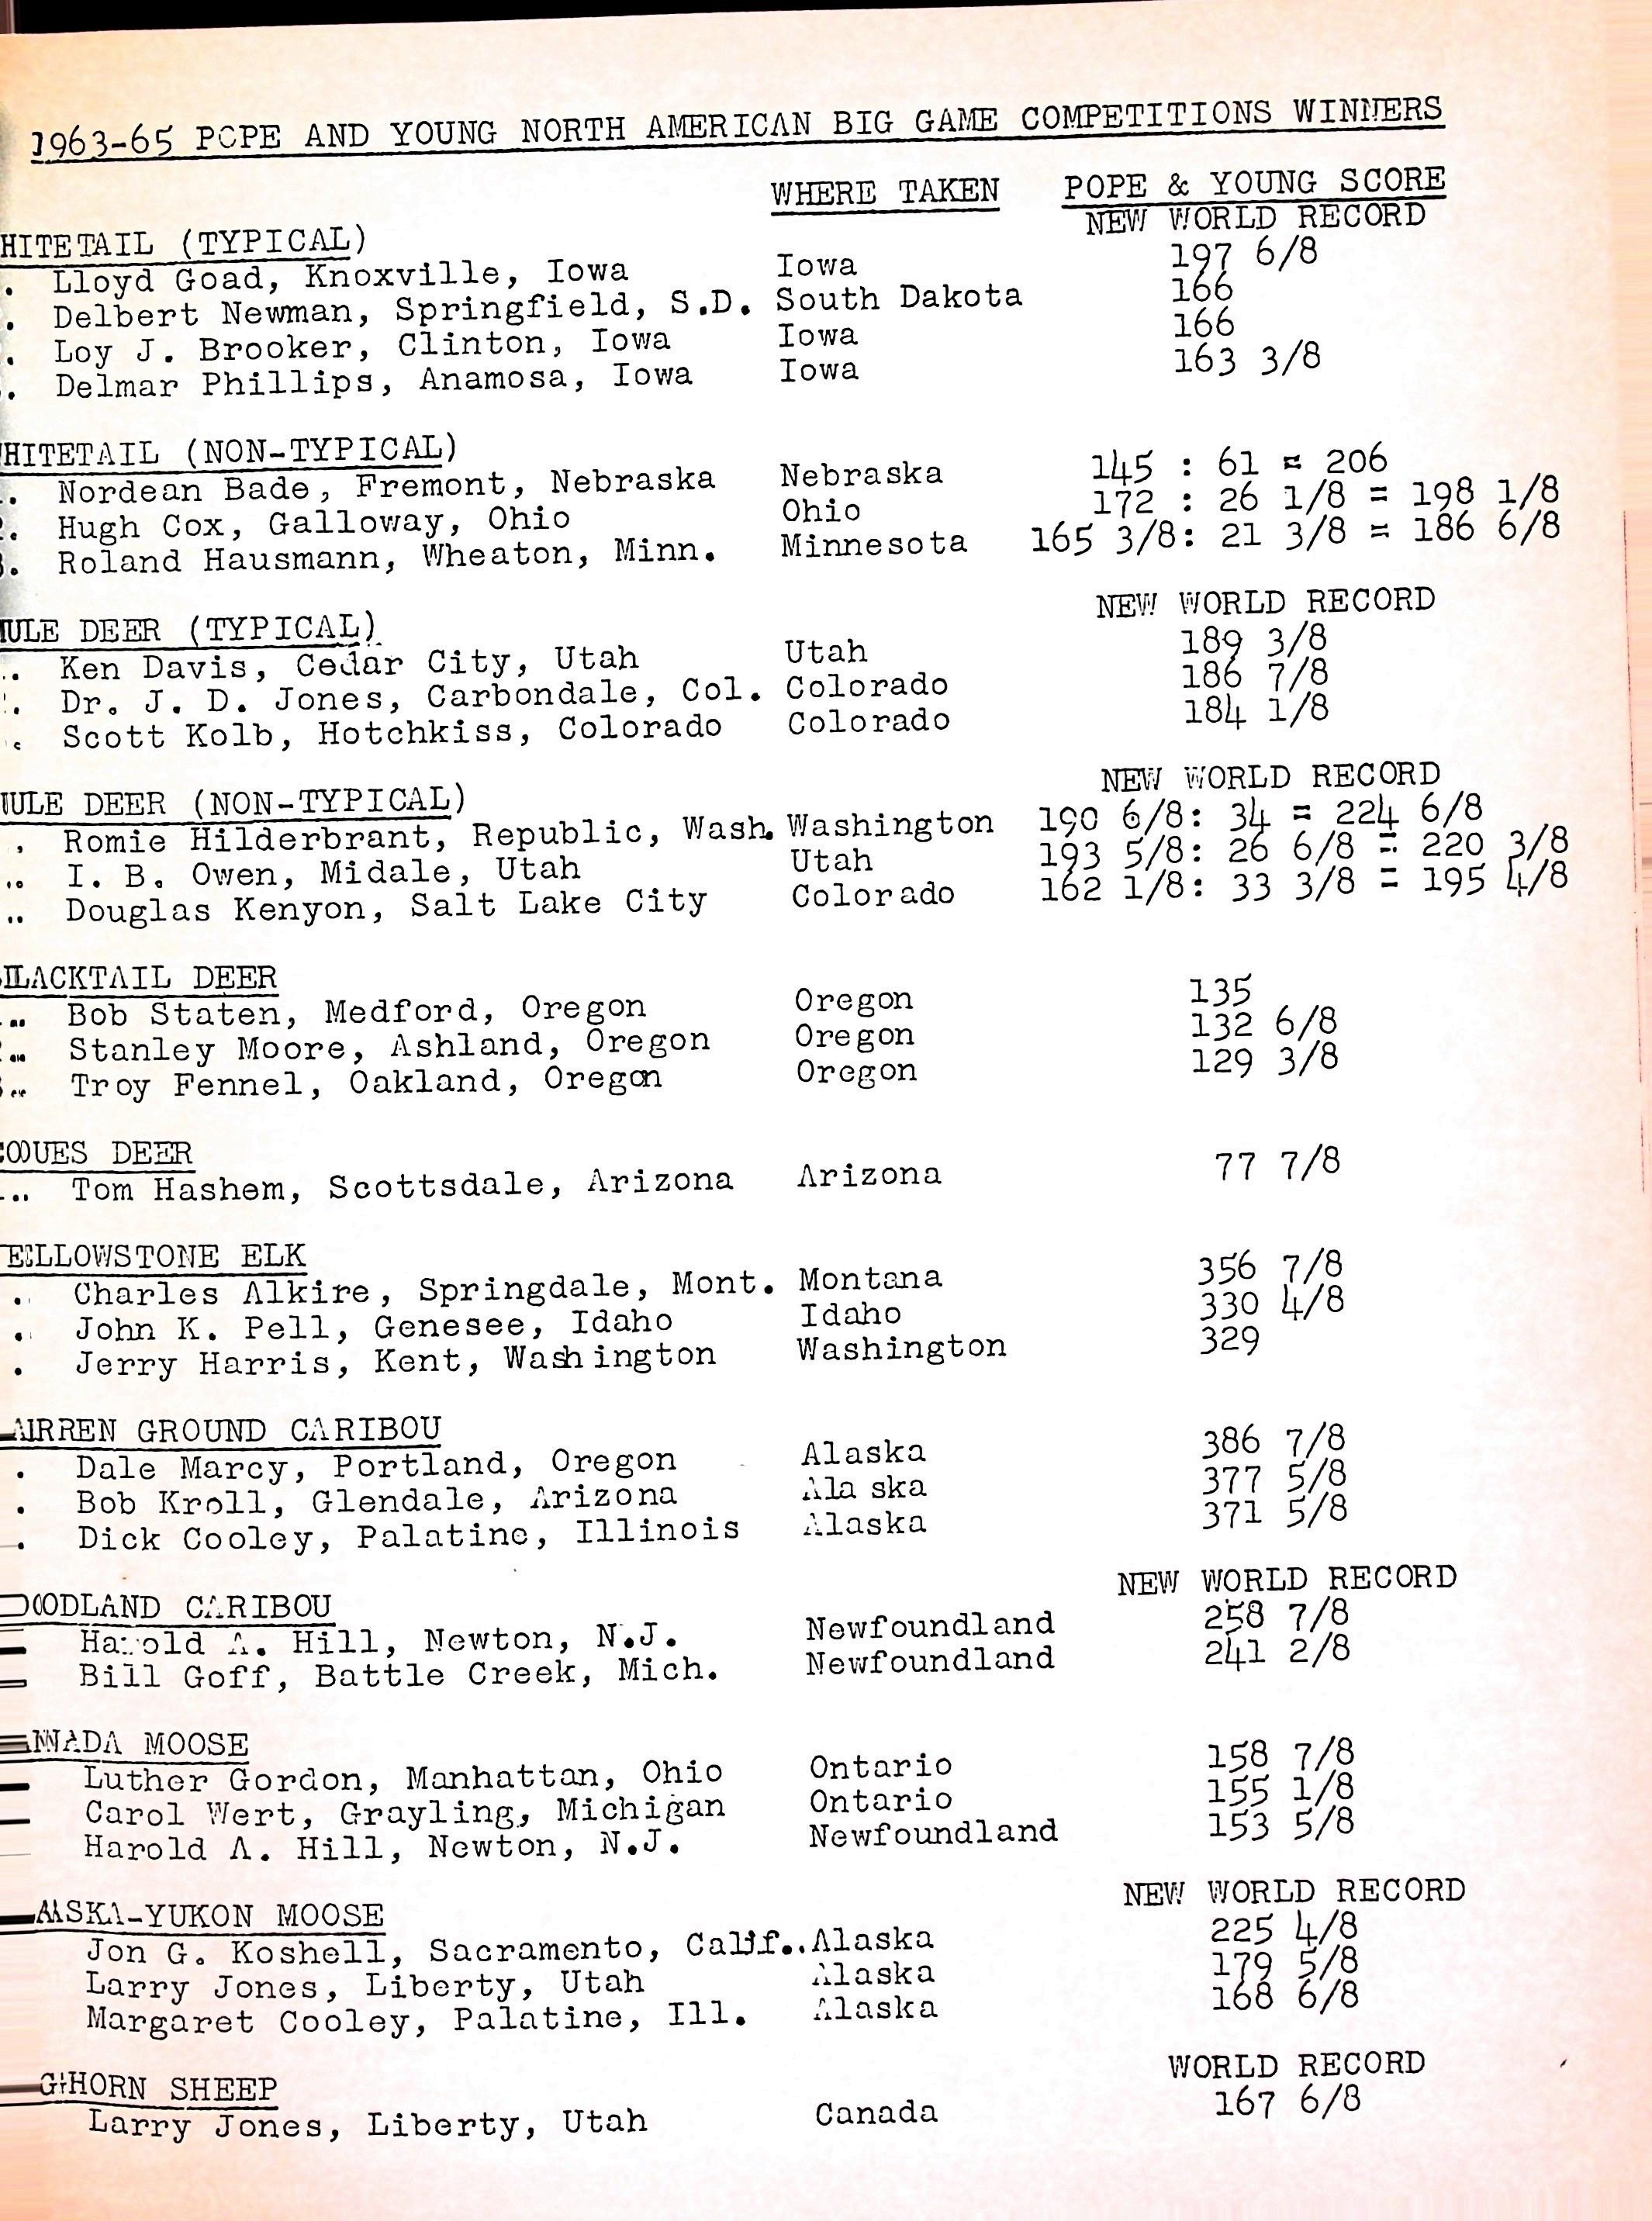 1963-65 POPE AND YOUNG NORTH AMERICAN BIG GAME COMPETITIONS WINNERS
WHERE TAKEN POPE & YOUNG SCORE
NEW WORLD RECORD
HITETAIL (TYPICAL)
. Lloyd Goad, Knoxville, Iowa Iowa 197 6/8
. Delbert Newman, Springfield, S.D. South Dakota 166
. Loy J. Brooker, Clinton, Iowa Iowa 166
. Delmar Phillips, Anamosa, Iowa Iowa 163 3/8
HITETAIL (NON-TYPICAL)
. Nordean Bade, Fremont, Nebraska Nebraska 145 : 61 = 206
. Hugh Cox, Galloway, Ohio Ohio 172 : 26 1/8 = 198 1/8
. Roland Hausmann, Wheaton, Minn. Minnesota 165 3/8: 21 3/8 = 186 6/8
NEW WORLD RECORD
ULE DEER (TYPICAL)
. Ken Davis, Cedar City, Utah Utah 189 3/8
. Dr. J. D. Jones, Carbondale, Col. Colorado 186 7/8
. Scott Kolb, Hotchkiss, Colorado Colorado 184 1/8
NEW WORLD RECORD
ULE DEER (NON-TYPICAL)
. Romie Hilderbrant, Republic, Wash. Washington 190 6/8: 34 = 224 6/8
. I. B. Owen, Midale, Utah Utah 193 5/8: 26 6/8 = 220 3/8
. Douglas Kenyon, Salt Lake City Colorado 162 1/8: 33 3/8 = 195 4/8
LACKTAIL DEER
. Bob Staten, Medford, Oregon Oregon 135
. Stanley Moore, Ashland, Oregon Oregon 132 6/8
. Troy Fennel, Oakland, Oregon Oregon 129 3/8
COUES DEER
. Tom Hashem, Scottsdale, Arizona Arizona 77 7/8
ELLOWSTONE ELK
. Charles Alkire, Springdale, Mont. Montana 356 7/8
. John K. Pell, Genesee, Idaho Idaho 330 4/8
. Jerry Harris, Kent, Washington Washington 329
ARREN GROUND CARIBOU
. Dale Marcy, Portland, Oregon Alaska 386 7/8
. Bob Kroll, Glendale, Arizona Ala ska 377 5/8
. Dick Cooley, Palatine, Illinois Alaska 371 5/8
NEW WORLD RECORD
OODLAND CARIBOU
Harold A. Hill, Newton, N.J. Newfoundland 258 7/8
Bill Goff, Battle Creek, Mich. Newfoundland 241 2/8
ANADA MOOSE
Luther Gordon, Manhattan, Ohio Ontario 158 7/8
Carol Wert, Grayling, Michigan Ontario 155 1/8
Harold A. Hill, Newton, N.J. Newfoundland 153 5/8
NEW WORLD RECORD
ASKA-YUKON MOOSE
Jon G. Koshell, Sacramento, Calif. Alaska 225 4/8
Larry Jones, Liberty, Utah Alaska 179 5/8
Margaret Cooley, Palatine, Ill. Alaska 168 6/8
WORLD RECORD
GHORN SHEEP
Larry Jones, Liberty, Utah Canada 167 6/8